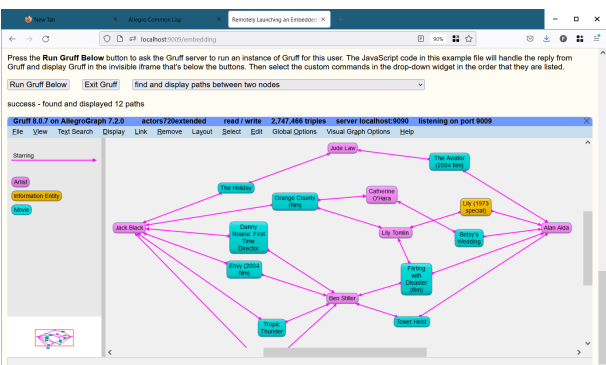 New Tab
Allegro Common Lisp
Remotely Launching an Embedded
localhost:9009/embedding
90%
Press the Run Gruff Below button to ask the Gruff server to run an instance of Gruff for this user. The JavaScript code in this example file will handle the reply from
Gruff and display Gruff in the invisible iframe that's below the buttons. Then select the custom commands in the drop-down widget in the order that they are listed.
Run Gruff Below
Exit Gruff
find and display paths between two nodes
success - found and displayed 12 paths
Gruff 8.0.7 on AllegroGraph 7.2.0 actors720extended read / write 2,747,466 triples server localhost:9090 listening on port 9009
File View Text Search Display Link Remove Layout Select Edit Global Options Visual Graph Options Help
Starring
Artist
Information Entity
Movie
Jude Law
The Aviator
(2004 film)
The Holiday
Catherine
O'Hara
Orange County
(film)
Lily (1973
special)
Jack Black
Danny
Roane: First
Time
Director
Lily Tomlin
Betsy's
Wedding
Alan Alda
Envy (2004
film)
Flirting
with
Disaster
(film)
Ben Stiller
Tropic
Thunder
Tower Heist